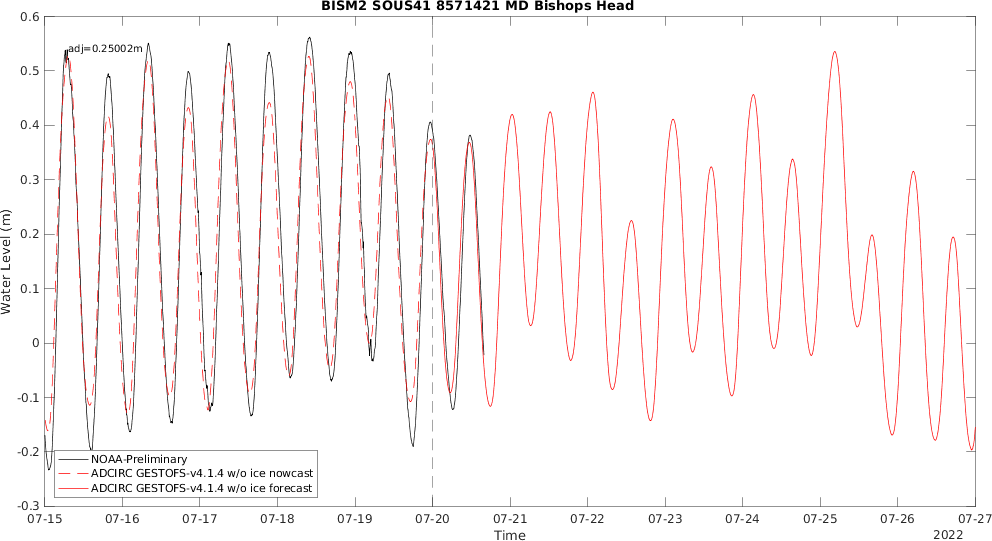 BISM2 SOUS41 8571421 MD Bishops Head
0.6
0.5
0.4
0.3
0.2
0.1
0
-0.1
-0.2
-0.3
Water Level (m)
adj=0.25002m
NOAA-Preliminary
ADCIRC GESTOFS-v4.1.4 w/o ice nowcast
ADCIRC GESTOFS-v4.1.4 w/o ice forecast
07-15 07-16 07-17 07-18 07-19 07-20 07-21 07-22 07-23 07-24 07-25 07-26 07-27
Time
2022